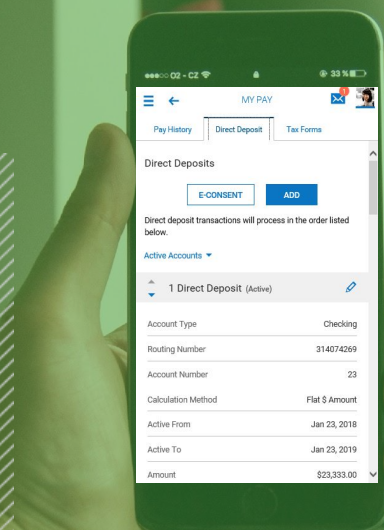 O2 - CZ 33 %
MY PAY 1
Pay History Direct Deposit Tax Forms
Direct Deposits
E-CONSENT ADD
Direct deposit transactions will process in the order listed
below.
Active Accounts
1 Direct Deposit (Active)
Account Type Checking
Routing Number 314074269
Account Number 23
Calculation Method Flat $ Amount
Active From Jan 23, 2018
Active To Jan 23, 2019
Amount $23,333.00